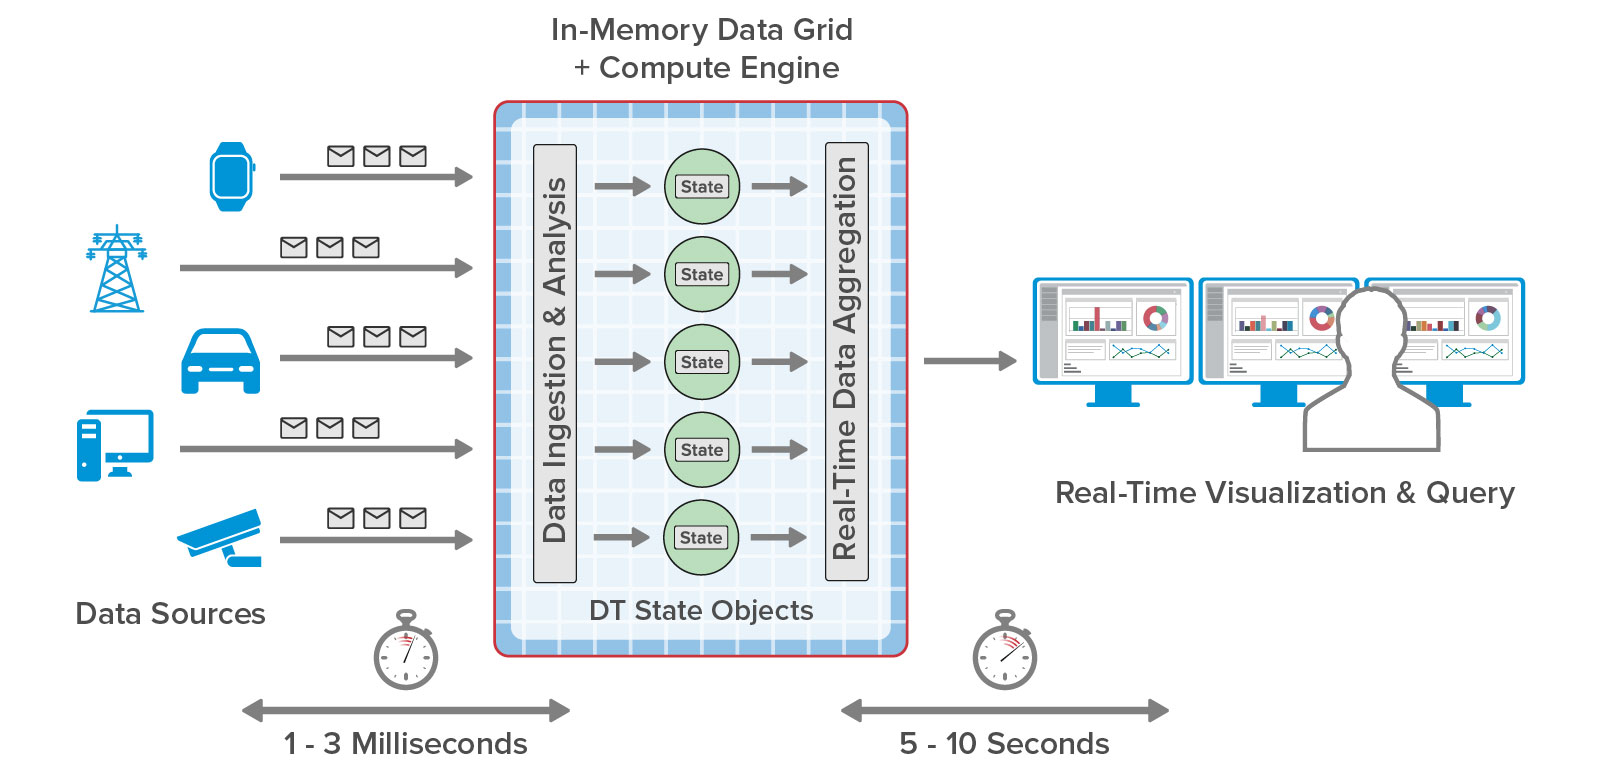 In-Memory Data Grid
+ Compute Engine
Data Ingestion & Analysis
State
State
State
State
State
Real-Time Data Aggregation
DT State Objects
Data Sources
Real-Time Visualization & Query
1 - 3 Milliseconds
5 - 10 Seconds